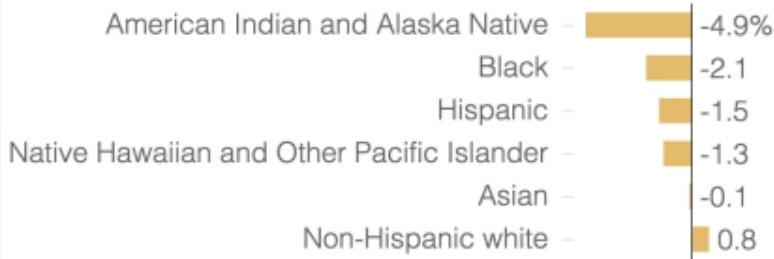 American Indian and Alaska Native -4.9%
Black -2.1
Hispanic -1.5
Native Hawaiian and Other Pacific Islander -1.3
Asian -0.1
Non-Hispanic white 0.8